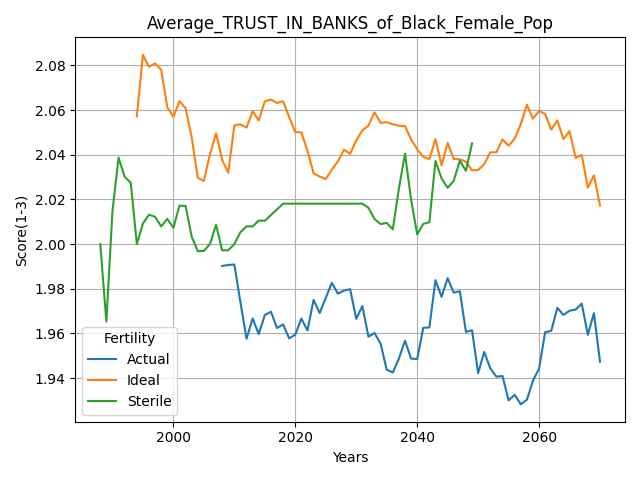 Average_TRUST_IN_BANKS_of_Black_Female_Pop
2.08
2.06
2.04
2.02
2.00
1.98
1.96
1.94
Score(1-3)
Fertility
Actual
Ideal
Sterile
2000
2020
2040
2060
Years